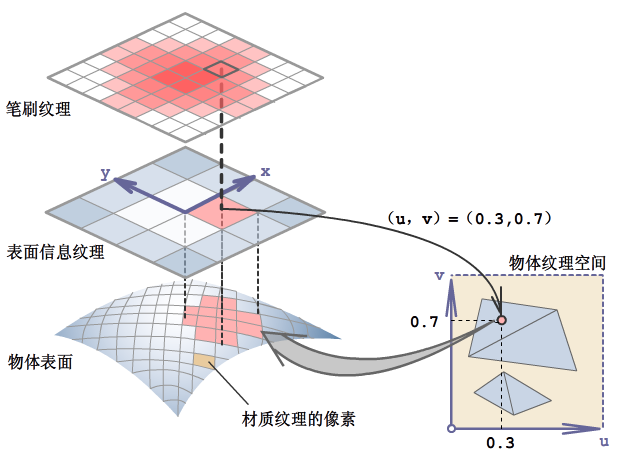 笔刷纹理
y
x
(u, v) = (0.3,0.7)
表面信息纹理
物体纹理空间
v
0.7
物体表面
材质纹理的像素
0.3
u